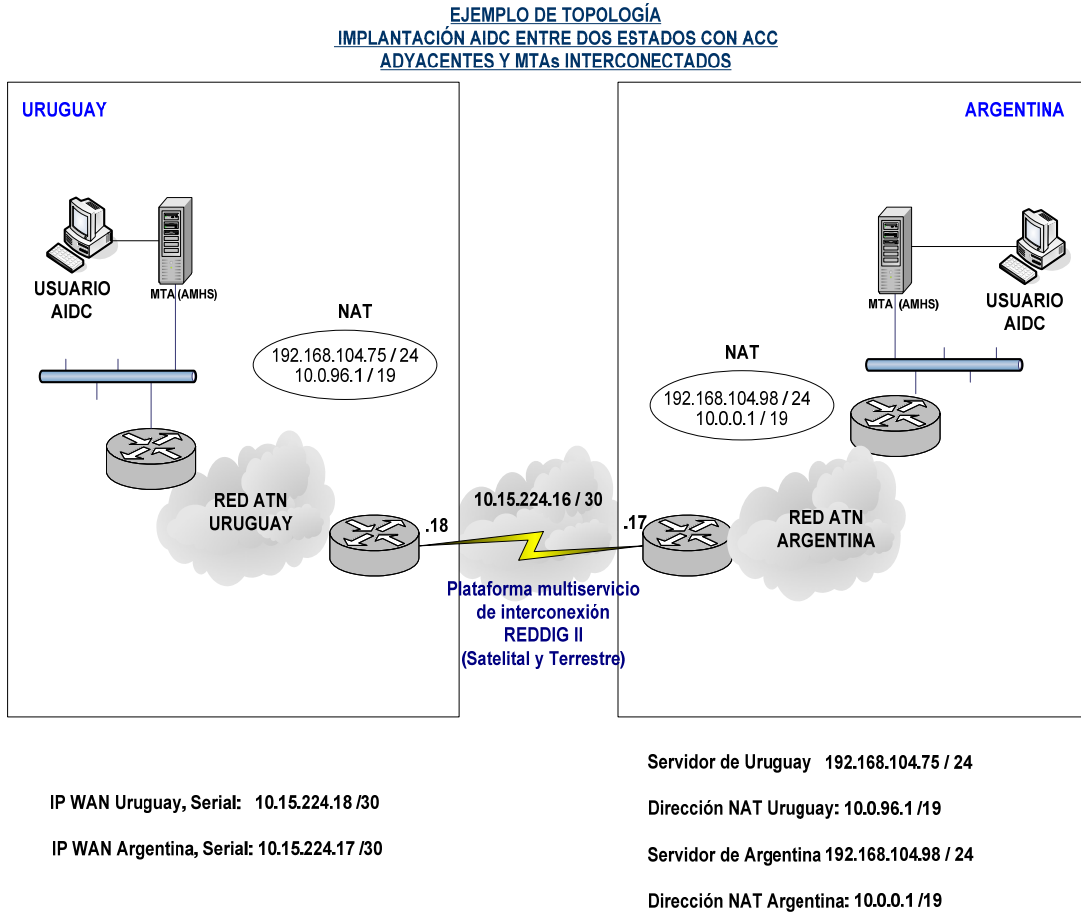 EJEMPLO DE TOPOLOGÍA
IMPLANTACIÓN AIDC ENTRE DOS ESTADOS CON ACC
ADYACENTES Y MTAs INTERCONECTADOS
URUGUAY
USUARIO
AIDC
MTA (AMHS)
NAT
192.168.104.75 / 24
10.0.96.1 / 19
RED ATN
URUGUAY
.18
10.15.224.16 / 30
.17
Plataforma multiservicio
de interconexión
REDDIG II
(Satelital y Terrestre)
ARGENTINA
MTA (AMHS)
USUARIO
AIDC
NAT
192.168.104.98 / 24
10.0.0.1 / 19
RED ATN
ARGENTINA
IP WAN Uruguay, Serial: 10.15.224.18 /30
IP WAN Argentina, Serial: 10.15.224.17 /30
Servidor de Uruguay 192.168.104.75 / 24
Dirección NAT Uruguay: 10.0.96.1 /19
Servidor de Argentina 192.168.104.98 / 24
Dirección NAT Argentina: 10.0.0.1 /19